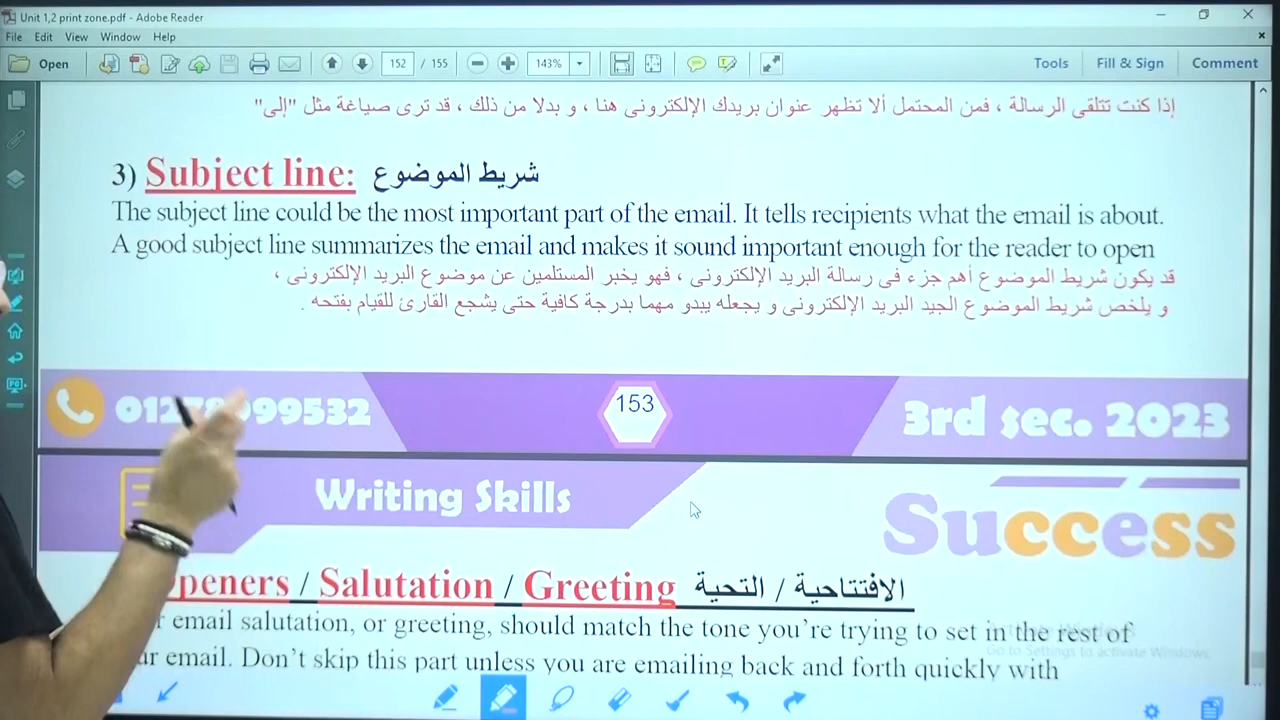 Unit 1,2 print zone.pdf - Adobe Reader
File Edit View Window Help
Open 152 / 155 143% Tools Fill & Sign Comment
إذا كنت تتلقى الرسالة ، فمن المحتمل ألا تظهر عنوان بريدك الإلكترونى هنا ، و بدلا من ذلك ، قد ترى صياغة مثل "إلى"
3) Subject line: شريط الموضوع
The subject line could be the most important part of the email. It tells recipients what the email is about.
A good subject line summarizes the email and makes it sound important enough for the reader to open
قد يكون شريط الموضوع أهم جزء فى رسالة البريد الإلكترونى ، فهو يخبر المستلمين عن موضوع البريد الإلكترونى ،
و يلخص شريط الموضوع الجيد البريد الإلكترونى و يجعله يبدو مهما بدرجة كافية حتى يشجع القارئ للقيام بفتحه .
99532 153 3rd sec. 2023
Writing Skills
Success
peners / Salutation / Greeting الافتتاحية / التحية
email salutation, or greeting, should match the tone you're trying to set in the rest of
email. Don't skip this part unless you are emailing back and forth quickly with
Go to Settings to activate Windows.